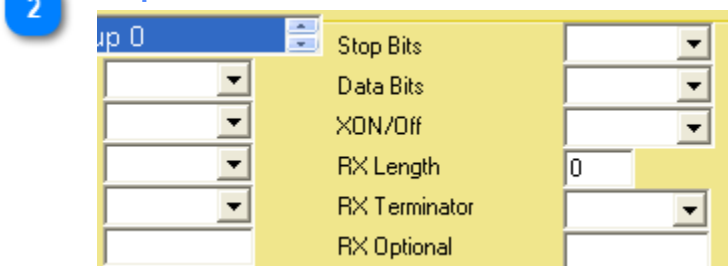 2
up 0
Stop Bits
Data Bits
XON/Off
RX Length 0
RX Terminator
RX Optional